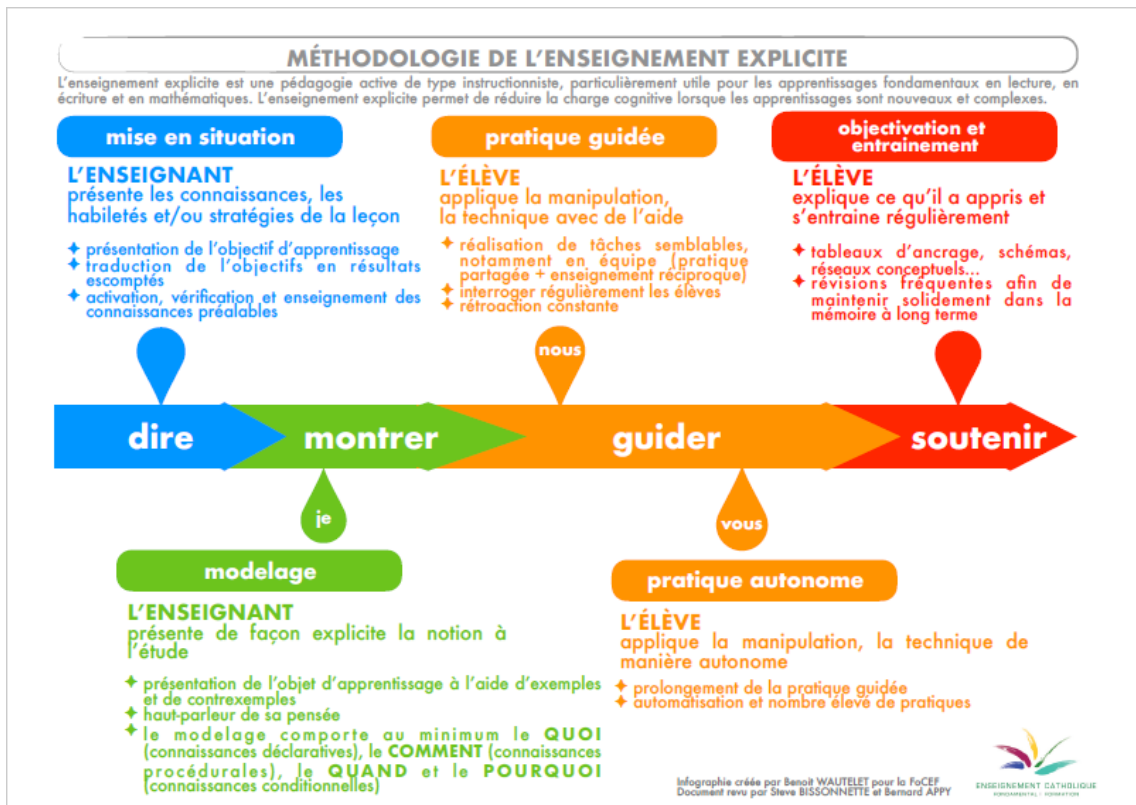 MÉTHODOLOGIE DE L'ENSEIGNEMENT EXPLICITE
L'enseignement explicite est une pédagogie active de type instructionniste, particulièrement utile pour les apprentissages fondamentaux en lecture, en
écriture et en mathématiques. L'enseignement explicite permet de réduire la charge cognitive lorsque les apprentissages sont nouveaux et complexes.
mise en situation
L'ENSEIGNANT
présente les connaissances, les
habiletés et/ou stratégies de la leçon
✦ présentation de l'objectif d'apprentissage
✦ traduction de l'objectifs en résultats
escomptés
✦ activation, vérification et enseignement des
connaissances préalables
pratique guidée
L'ÉLÈVE
applique la manipulation,
la technique avec de l'aide
✦ réalisation de tâches semblables,
notamment en équipe (pratique
partagée + enseignement réciproque)
✦ interroger régulièrement les élèves
✦ rétroaction constante
objectivation et
entrainement
L'ÉLÈVE
explique ce qu'il a appris et
s'entraine régulièrement
✦ tableaux d'ancrage, schémas,
réseaux conceptuels...
✦ révisions fréquentes afin de
maintenir solidement dans la
mémoire à long terme
nous
dire
montrer
guider
soutenir
je
vous
modelage
L'ENSEIGNANT
présente de façon explicite la notion à
l'étude
✦ présentation de l'objet d'apprentissage à l'aide d'exemples
et de contrexemples
✦ haut-parleur de sa pensée
✦ le modelage comporte au minimum le QUOI
(connaissances déclaratives), le COMMENT (connaissances
procédurales), le QUAND et le POURQUOI
(connaissances conditionnelles)
pratique autonome
L'ÉLÈVE
applique la manipulation, la technique de
manière autonome
✦ prolongement de la pratique guidée
✦ automatisation et nombre élevé de pratiques
Infographie créée par Benoit WAUTELET pour la FoCEF
Document revu par Steve BISSONNETTE et Bernard APPY
ENSEIGNEMENT CATHOLIQUE
FONDAMENTAL | FORMATION